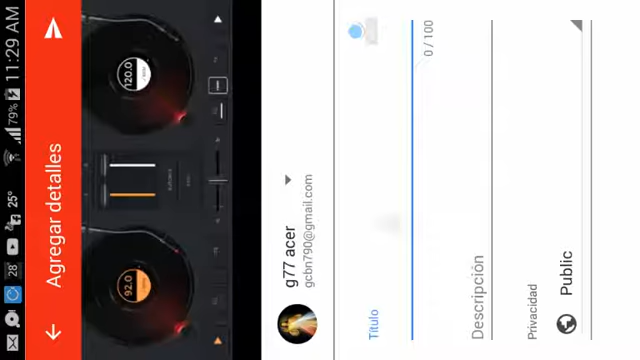 28° 25° 79% 11:29 AM
Agregar detalles
92.0 120.0
g77 acer
gcbn790@gmail.com
Título
0 / 100
Descripción
Privacidad
Public